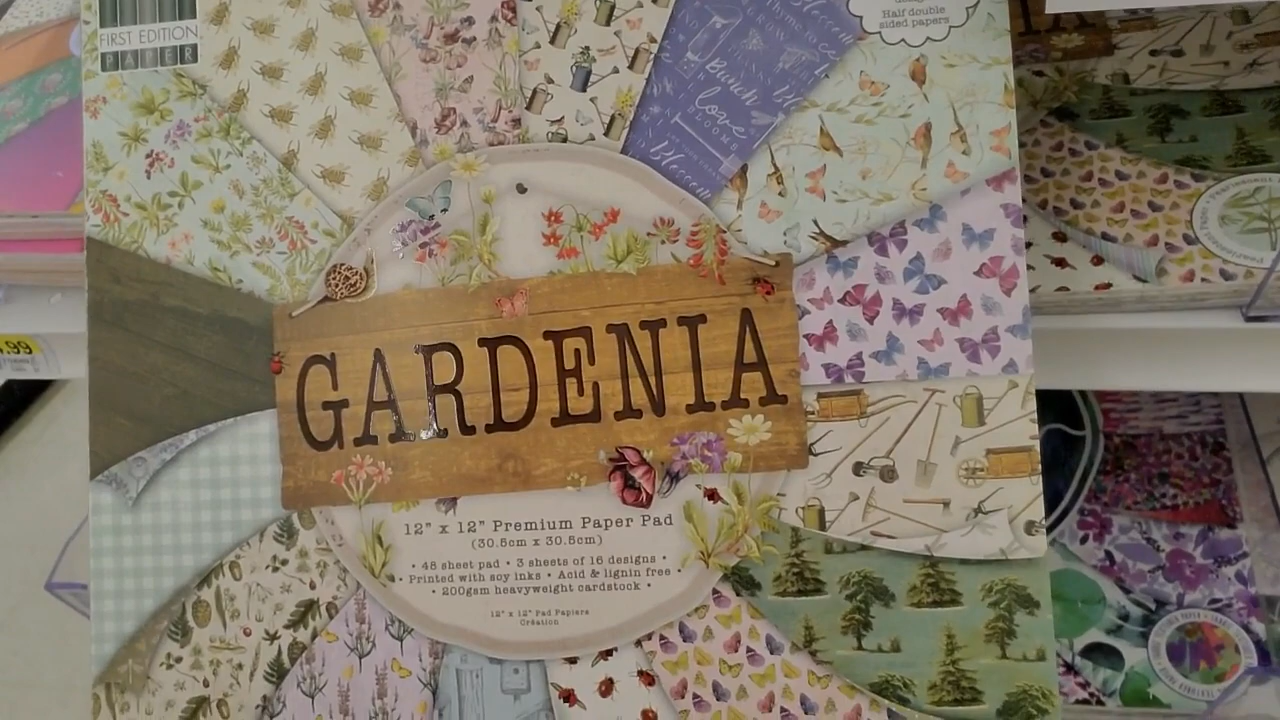 FIRST EDITION
PAPER
Half double
sided papers
Bunch
love
Blossom
GARDENIA
12" x 12" Premium Paper Pad
(30.5cm x 30.5cm)
• 48 sheet pad • 3 sheets of 16 designs •
• Printed with soy inks • Acid & lignin free •
• 200gsm heavyweight cardstock •
12" x 12" Pad Papiers
Création
.99